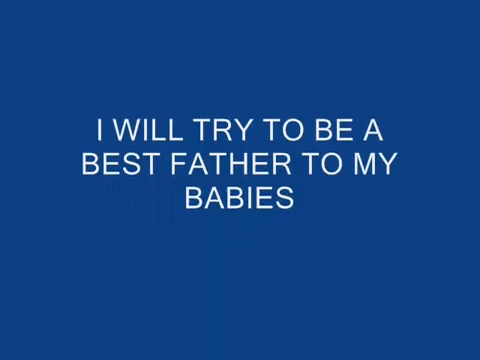 I WILL TRY TO BE A
BEST FATHER TO MY
BABIES